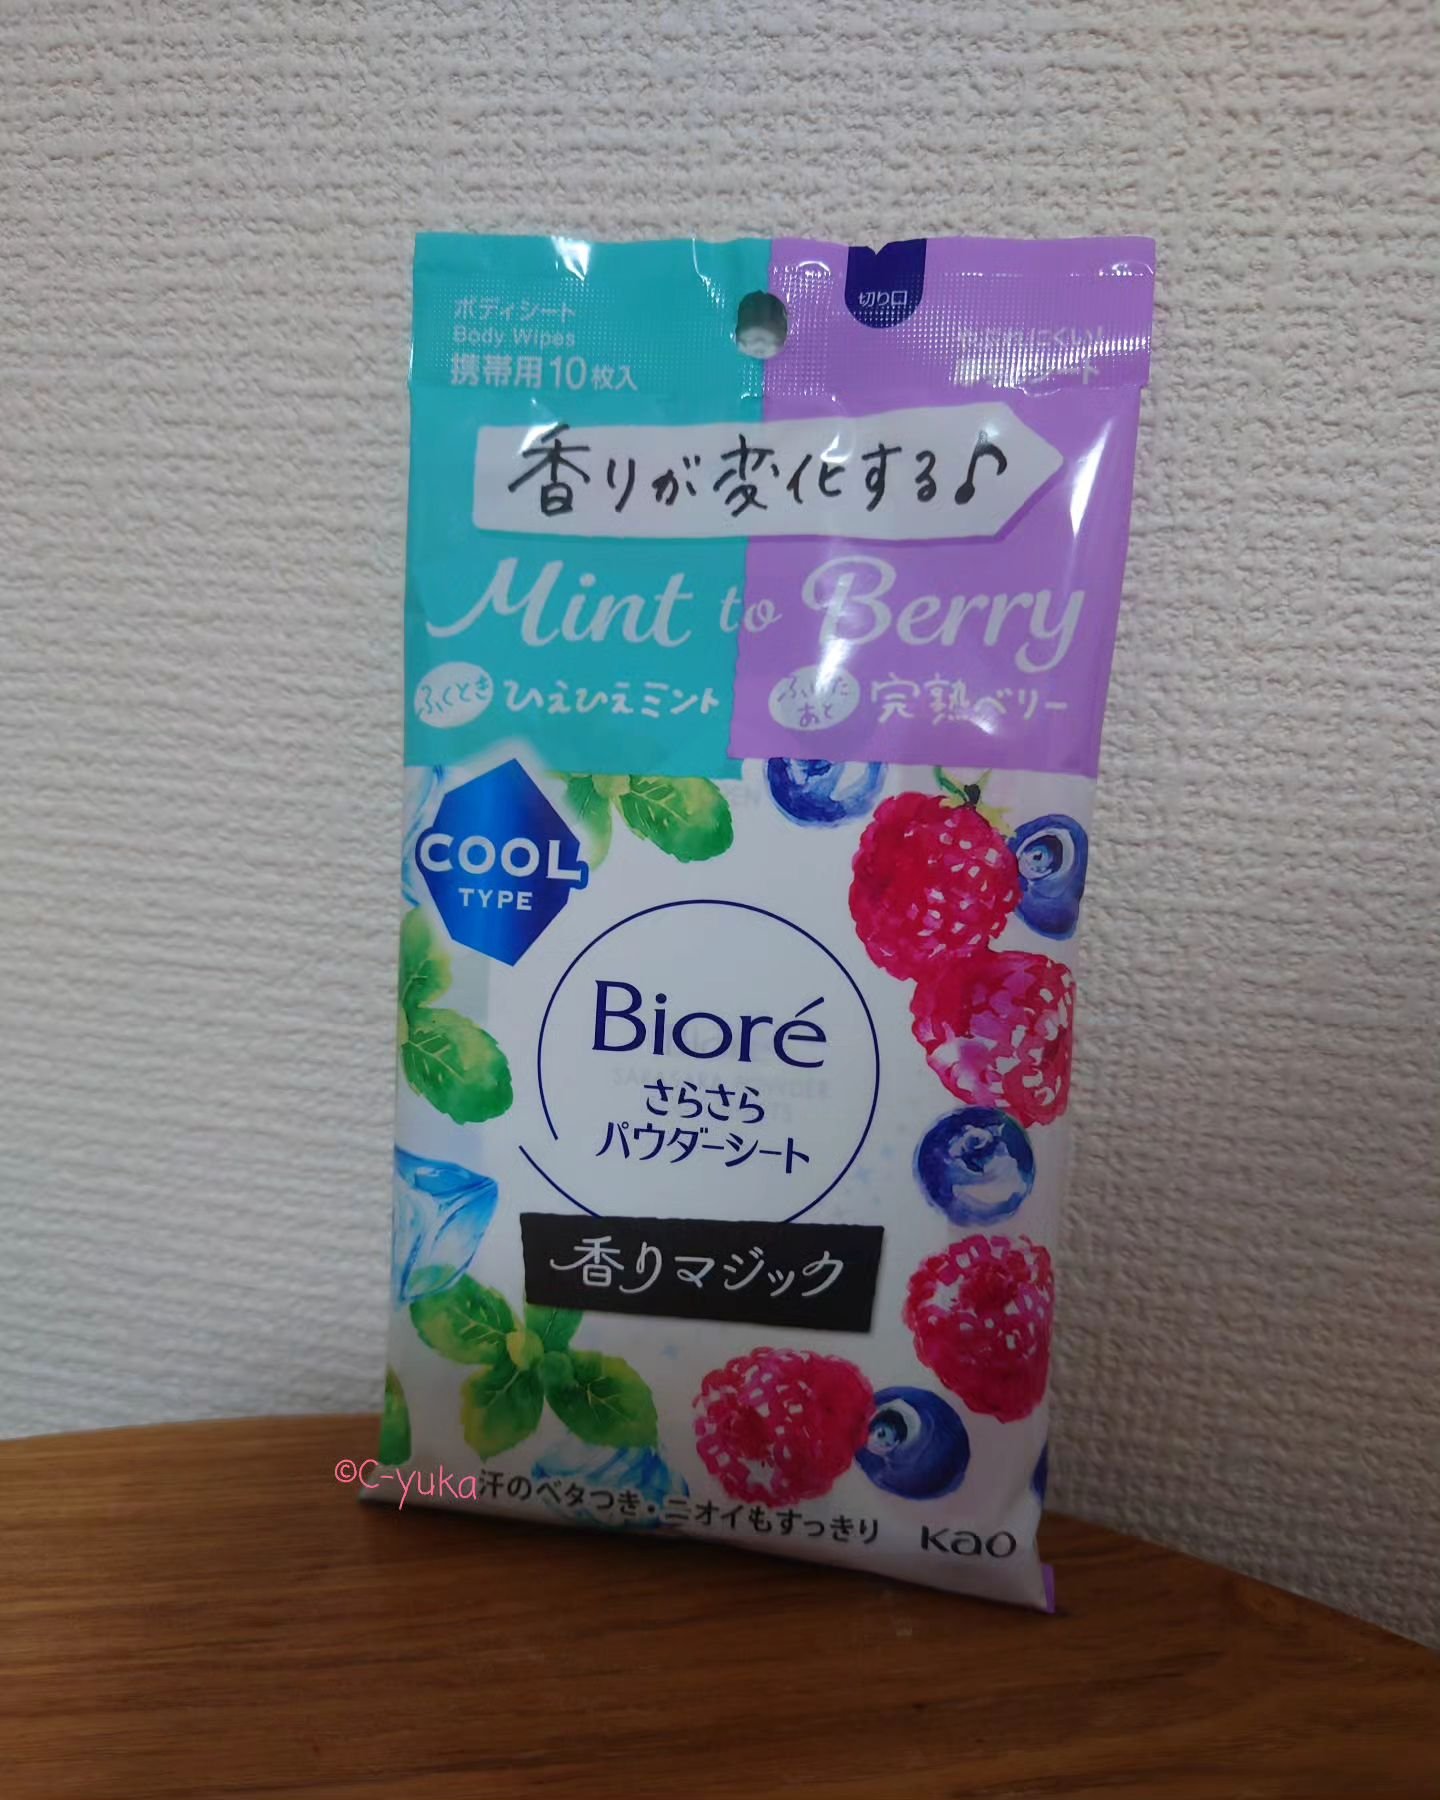 ボディシート
Body Wipes
携帯用10枚入
切り口
香りが変化する♪
Mint to Berry
ふくとき ひえひえミント
ふいた
あと
完熟ベリー
COOL
TYPE
Bioré
さらさら
パウダーシート
香りマジック
汗のベタつき・ニオイもすっきり
Kao
©C-yuka